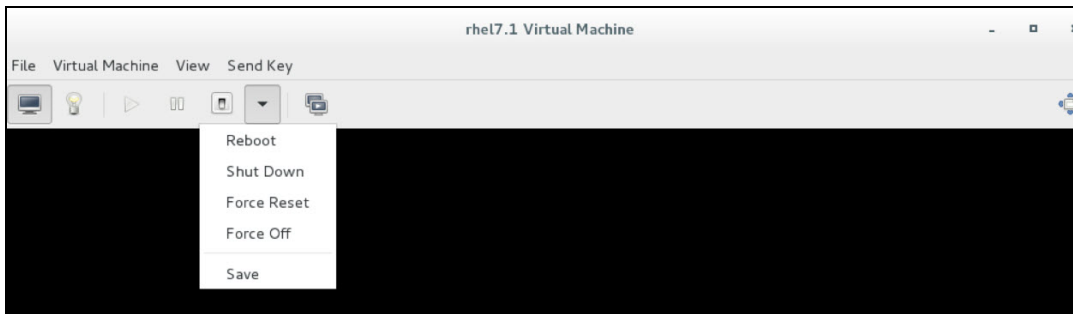 rhel7.1 Virtual Machine
File Virtual Machine View Send Key
Reboot
Shut Down
Force Reset
Force Off
Save